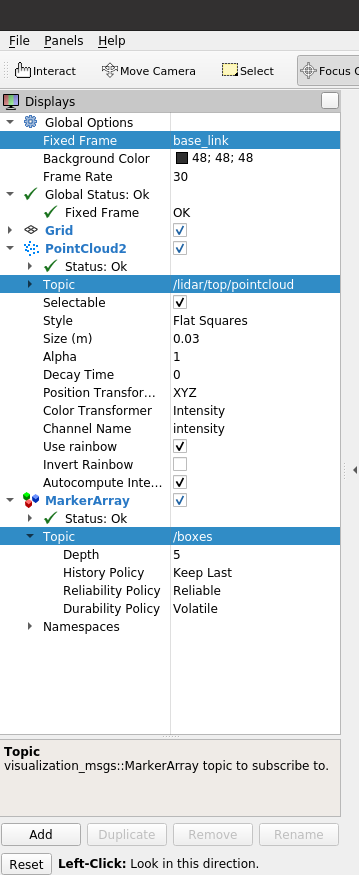 File Panels Help
Interact Move Camera Select Focus C
Displays
Global Options
Fixed Frame base_link
Background Color 48; 48; 48
Frame Rate 30
Global Status: Ok
Fixed Frame OK
Grid
PointCloud2
Status: Ok
Topic /lidar/top/pointcloud
Selectable
Style Flat Squares
Size (m) 0.03
Alpha 1
Decay Time 0
Position Transfor... XYZ
Color Transformer Intensity
Channel Name intensity
Use rainbow
Invert Rainbow
Autocompute Inte...
MarkerArray
Status: Ok
Topic /boxes
Depth 5
History Policy Keep Last
Reliability Policy Reliable
Durability Policy Volatile
Namespaces
Topic
visualization_msgs::MarkerArray topic to subscribe to.
Add Duplicate Remove Rename
Reset Left-Click: Look in this direction.